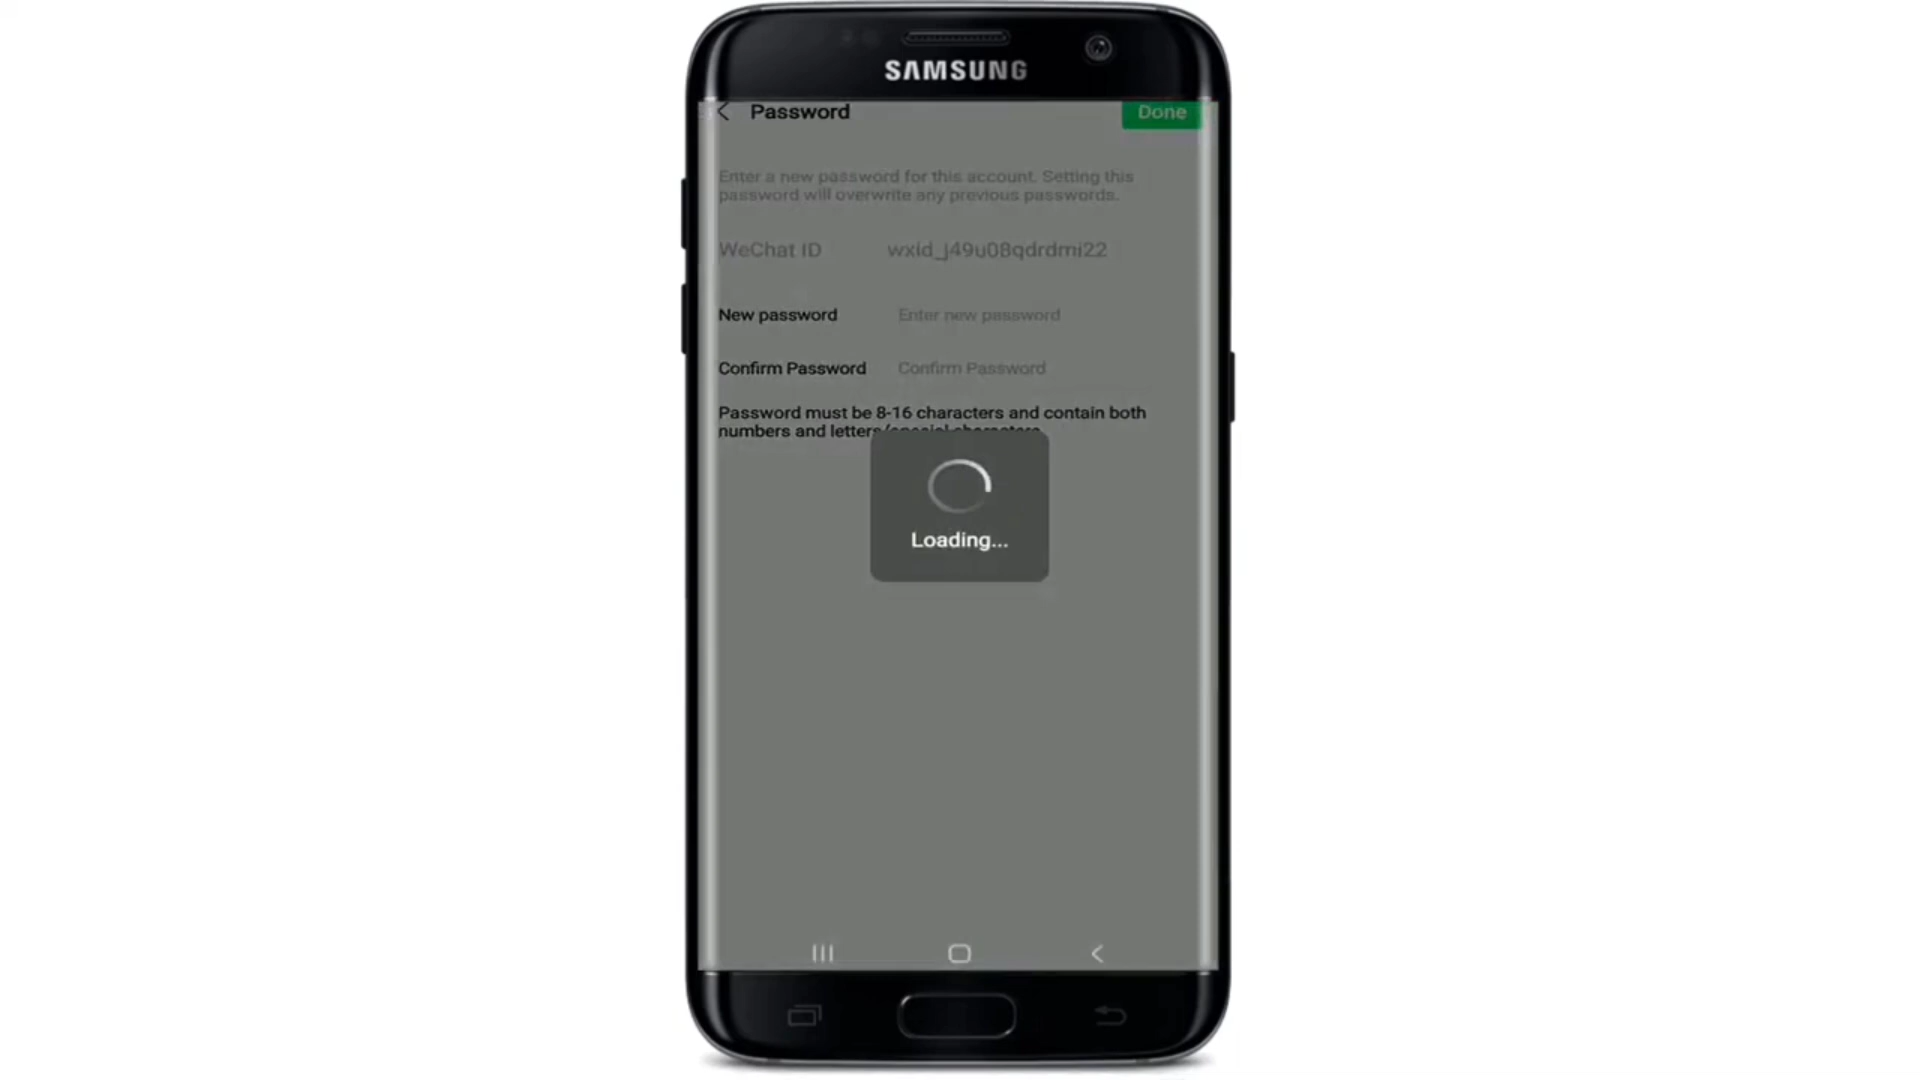 SAMSUNG
Password
Done
Enter a new password for this account. Setting this
password will overwrite any previous passwords.
WeChat ID wxid_j49u08qdrdmi22
New password Enter new password
Confirm Password Confirm Password
Password must be 8-16 characters and contain both
numbers and letters/special characters
Loading...